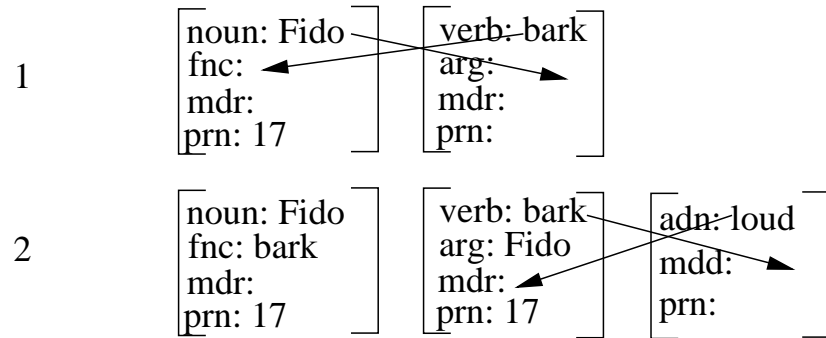 1
noun: Fido
fnc:
mdr:
prn: 17
verb: bark
arg:
mdr:
prn:
2
noun: Fido
fnc: bark
mdr:
prn: 17
verb: bark
arg: Fido
mdr:
prn: 17
adn: loud
mdd:
prn: